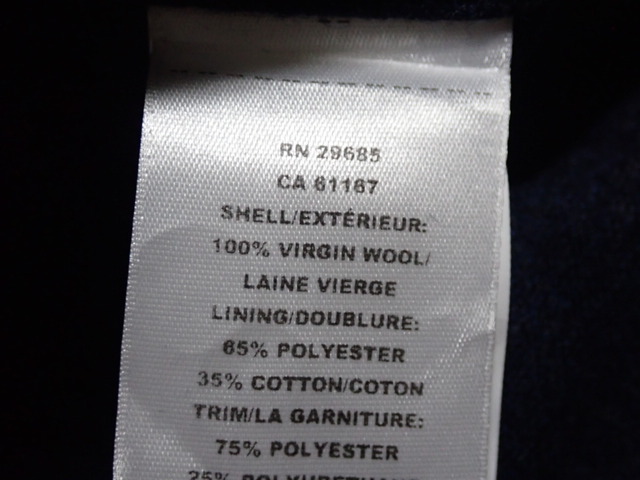 RN 29685
CA 61167
SHELL/EXTÉRIEUR:
100% VIRGIN WOOL/
LAINE VIERGE
LINING/DOUBLURE:
65% POLYESTER
35% COTTON/COTON
TRIM/LA GARNITURE:
75% POLYESTER